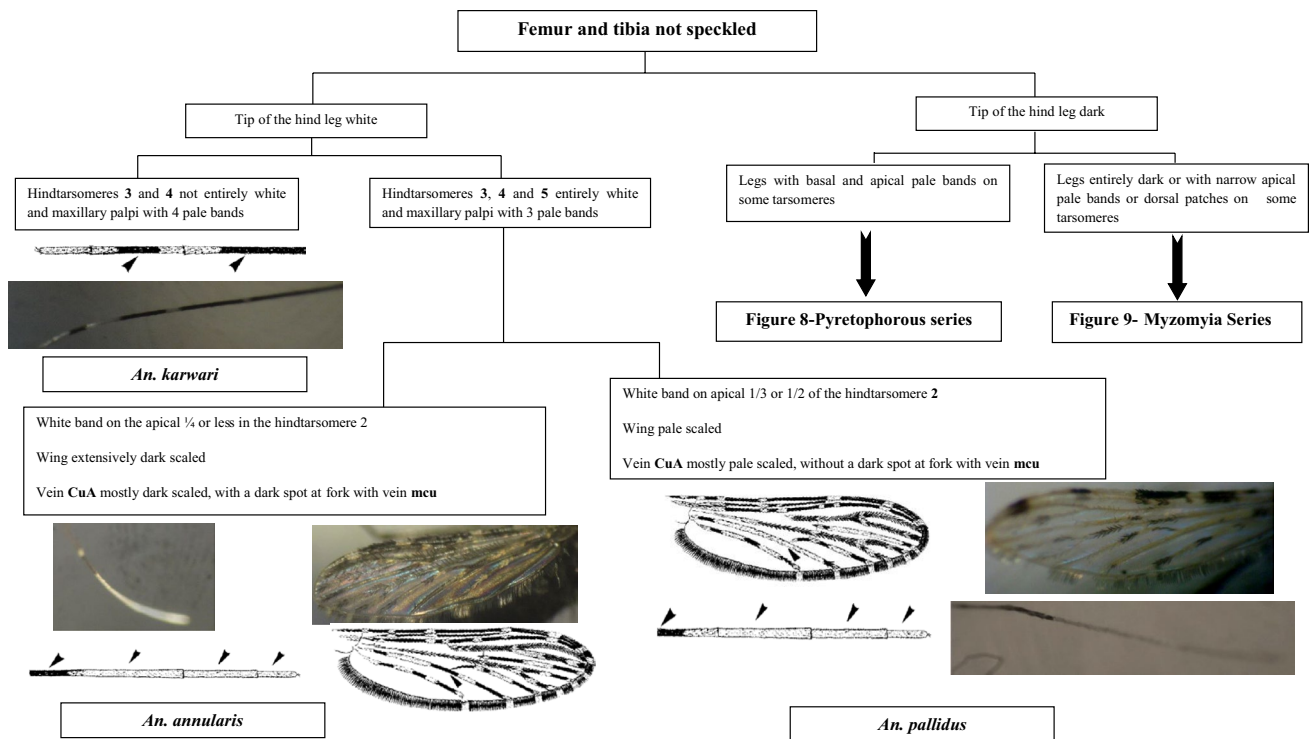 Femur and tibia not speckled
Tip of the hind leg white
Tip of the hind leg dark
Hindtarsomeres 3 and 4 not entirely white
and maxillary palpi with 4 pale bands
Hindtarsomeres 3, 4 and 5 entirely white
and maxillary palpi with 3 pale bands
Legs with basal and apical pale bands on
some tarsomeres
Legs entirely dark or with narrow apical
pale bands or dorsal patches on some
tarsomeres
Figure 8-Pyretophorous series
Figure 9- Myzomyia Series
An. karwari
White band on the apical ¼ or less in the hindtarsomere 2
Wing extensively dark scaled
Vein CuA mostly dark scaled, with a dark spot at fork with vein mcu
White band on apical 1/3 or 1/2 of the hindtarsomere 2
Wing pale scaled
Vein CuA mostly pale scaled, without a dark spot at fork with vein mcu
An. annularis
An. pallidus